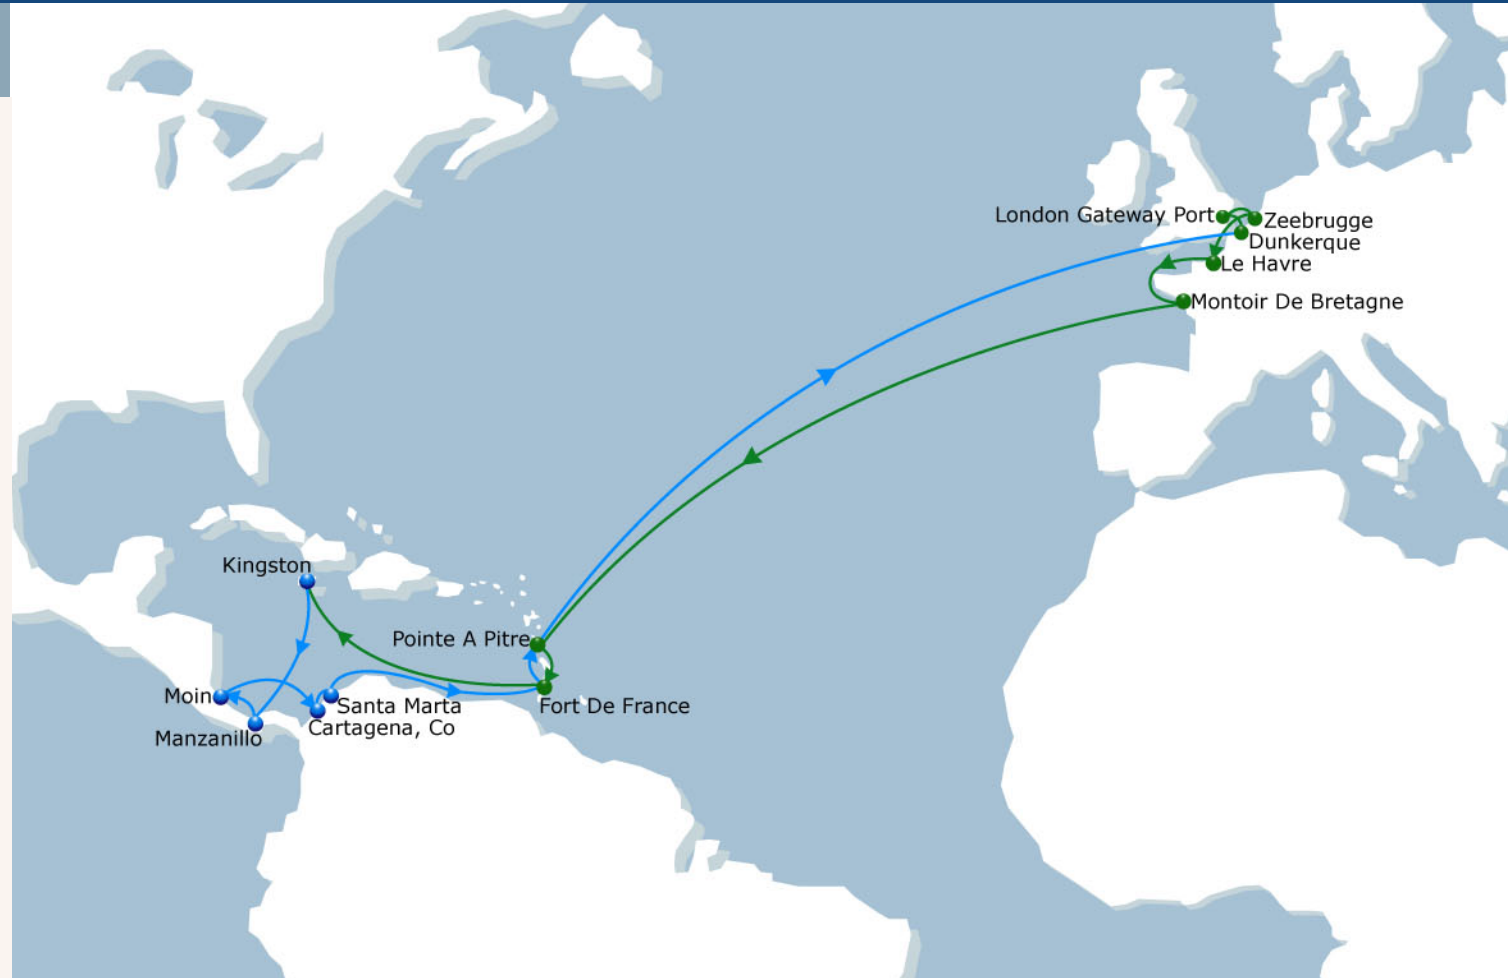 London Gateway Port
Zeebrugge
Dunkerque
Le Havre
Montoir De Bretagne
Kingston
Pointe A Pitre
Moin
Santa Marta
Fort De France
Cartagena, Co
Manzanillo